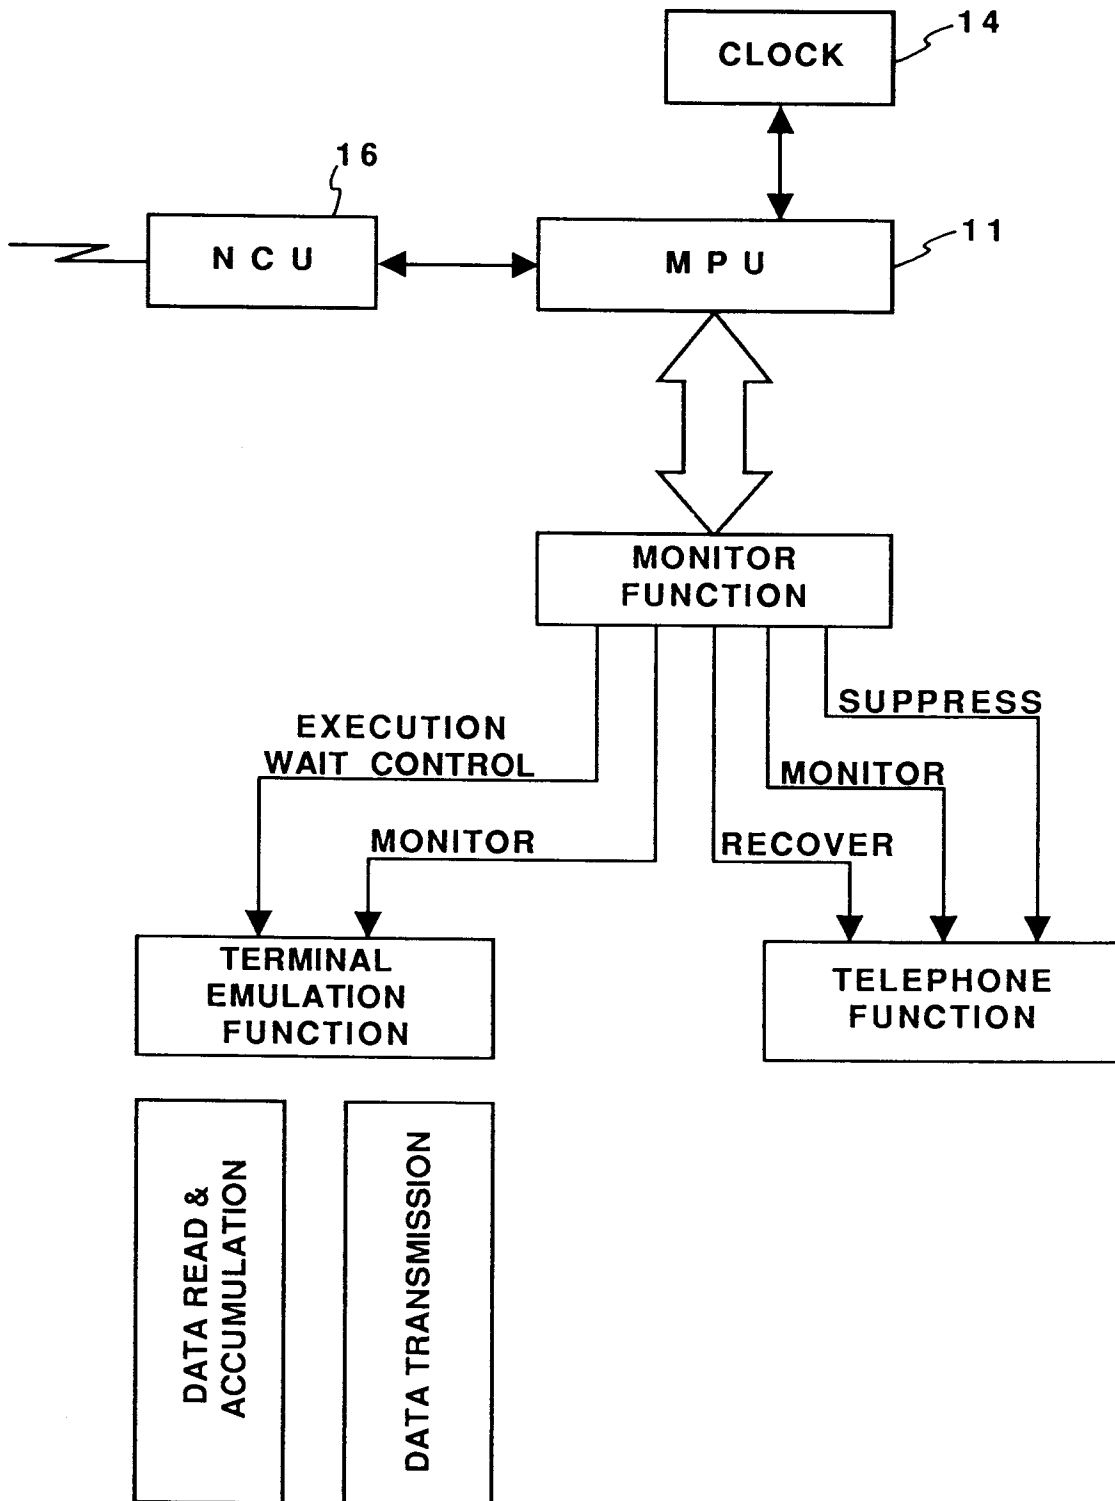 14
CLOCK
16
NCU
11
MPU
MONITOR
FUNCTION
SUPPRESS
EXECUTION
WAIT CONTROL
MONITOR
MONITOR
RECOVER
TERMINAL
EMULATION
FUNCTION
TELEPHONE
FUNCTION
DATA READ &
ACCUMULATION
DATA TRANSMISSION